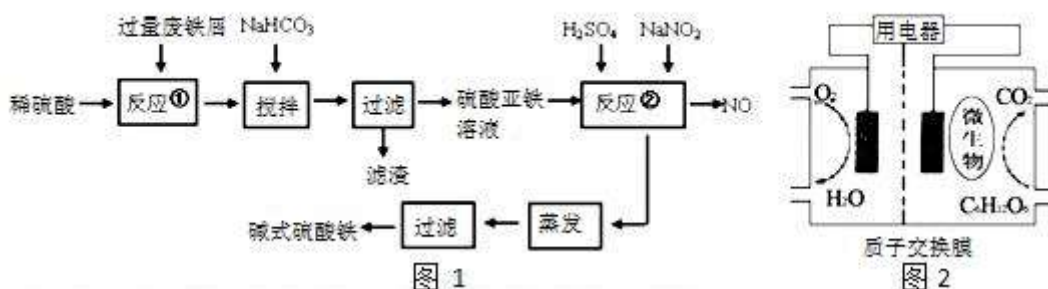 过量废铁屑 NaHCO₃
H₂SO₄ NaNO₂
稀硫酸 反应① 搅拌 过滤 硫酸亚铁溶液 反应② NO
滤渣
碱式硫酸铁 过滤 蒸发
图 1
用电器
O₂ CO₂
微生物
H₂O C₆H₁₂O₆
质子交换膜
图 2